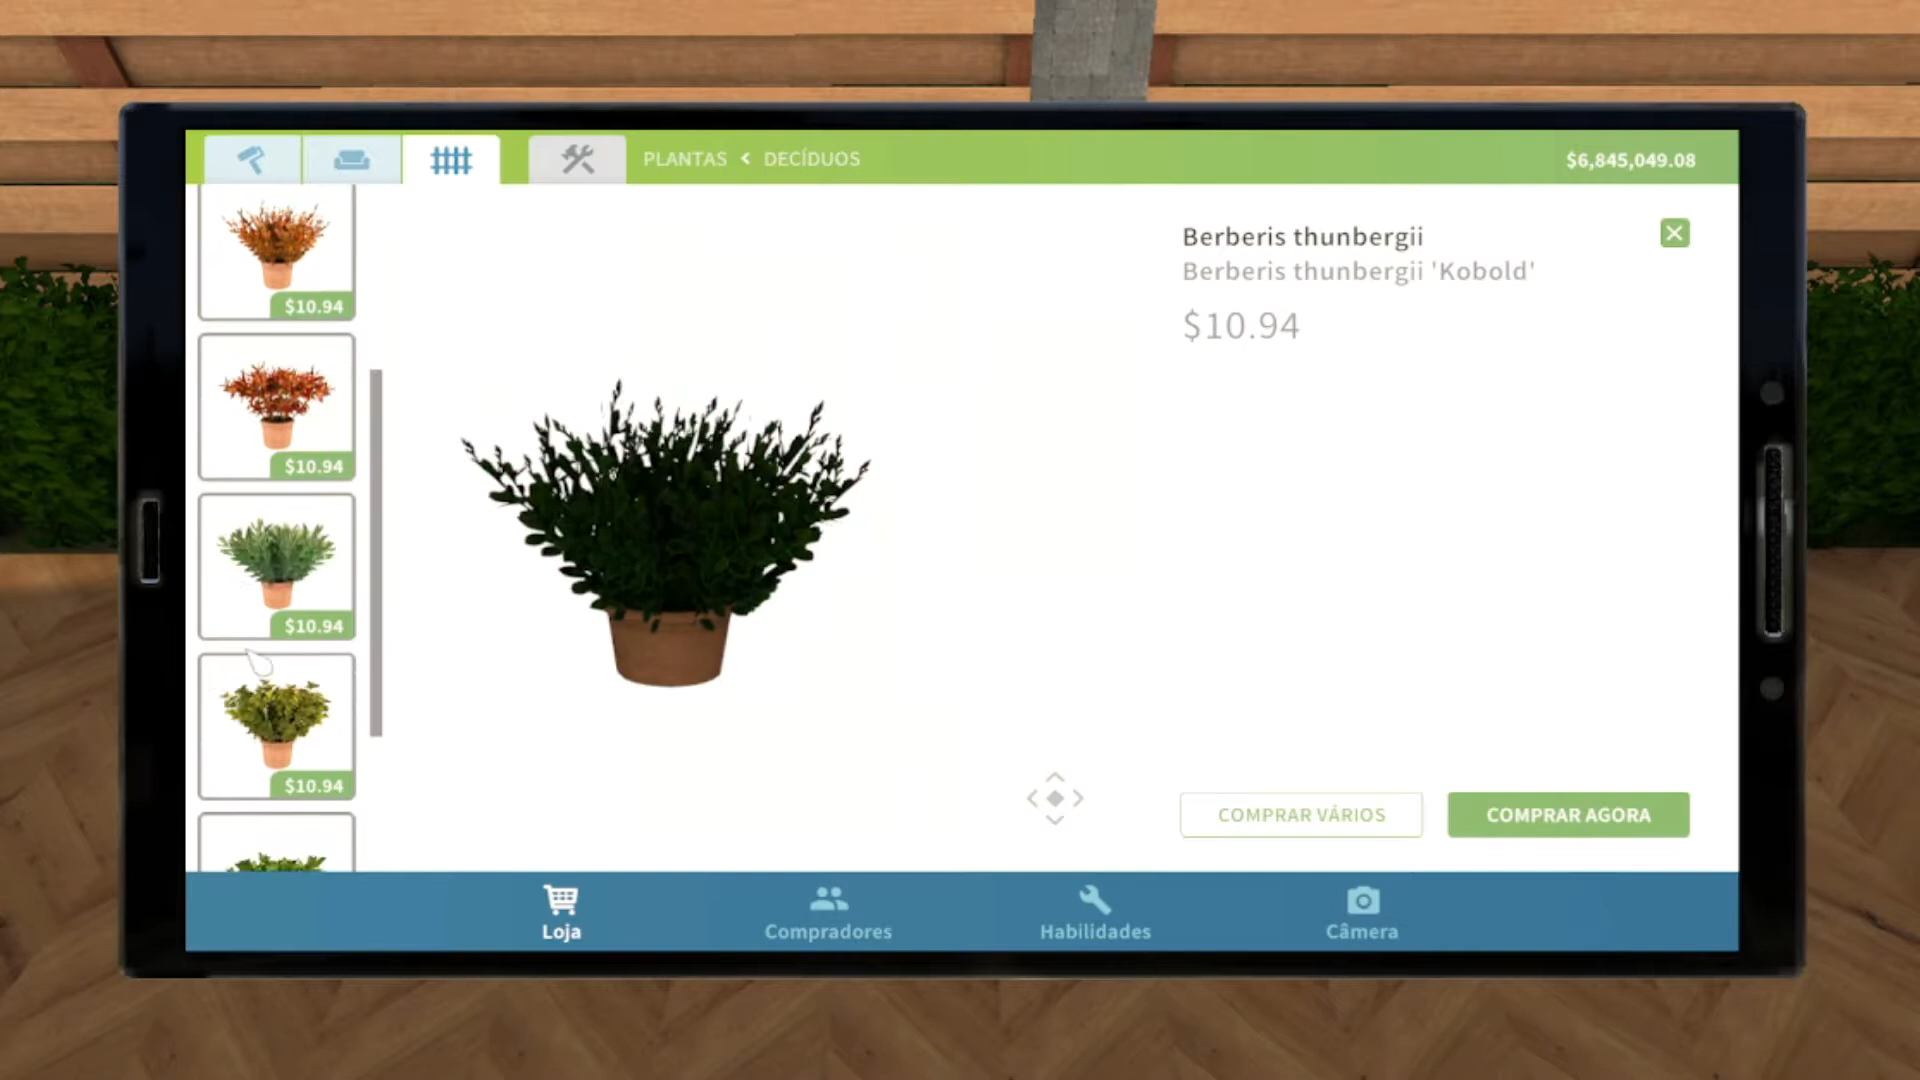 PLANTAS < DECÍDUOS
$6,845,049.08
$10.94
$10.94
$10.94
$10.94
Berberis thunbergii
Berberis thunbergii 'Kobold'
$10.94
COMPRAR VÁRIOS
COMPRAR AGORA
Loja
Compradores
Habilidades
Câmera